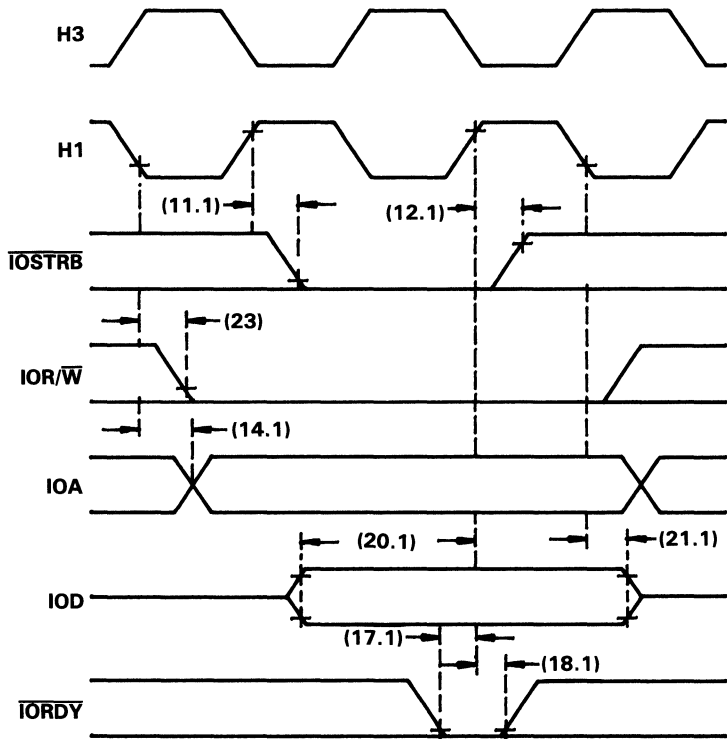 H3
H1
(11.1)
(12.1)
IOSTRB
(23)
IOR/W
(14.1)
IOA
(20.1)
(21.1)
IOD
(17.1)
(18.1)
IORDY